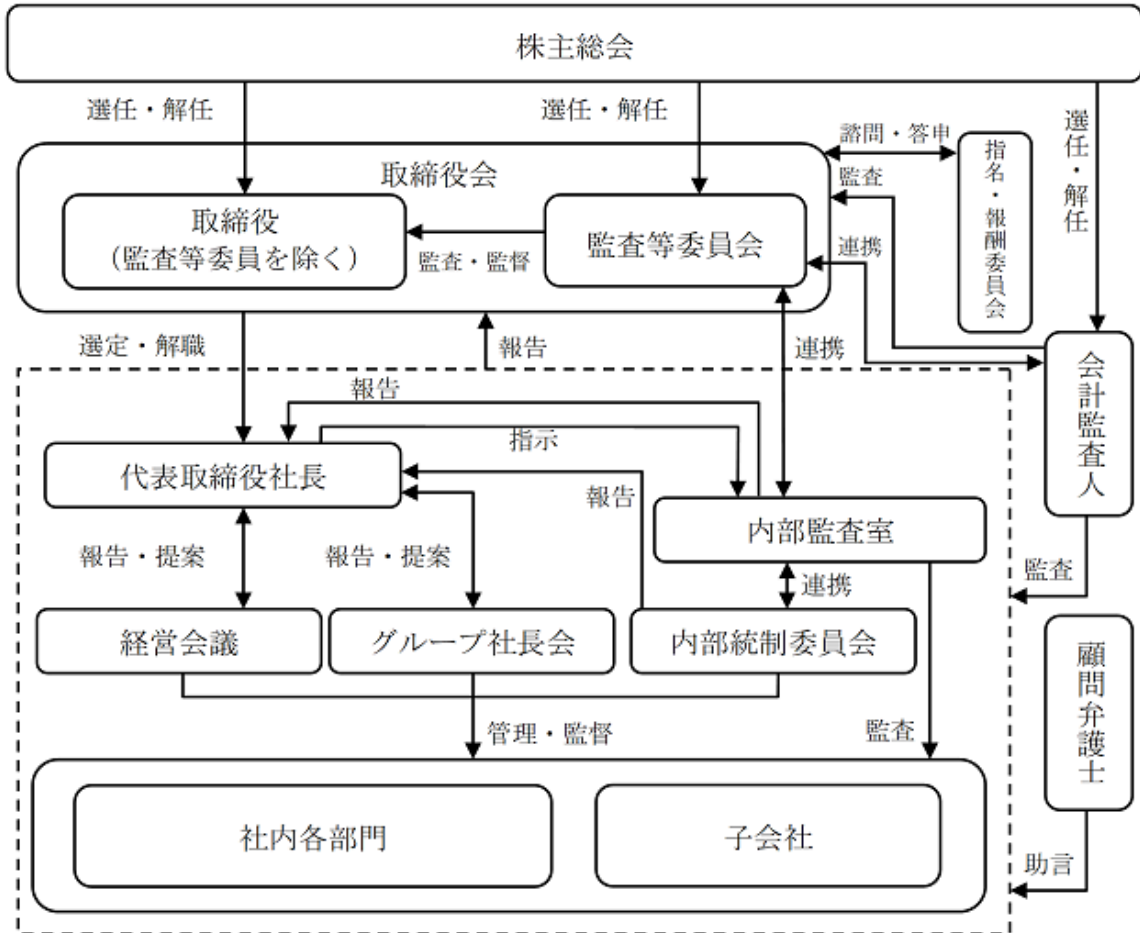 株主総会
選任・解任
選任・解任
選任・解任
諮問・答申
指名・報酬委員会
取締役会
監査
取締役
（監査等委員を除く）
監査・監督
監査等委員会
連携
選定・解職
報告
連携
会計監査人
報告
指示
代表取締役社長
報告
内部監査室
報告・提案
報告・提案
連携
監査
経営会議
グループ社長会
内部統制委員会
顧問弁護士
管理・監督
監査
社内各部門
子会社
助言